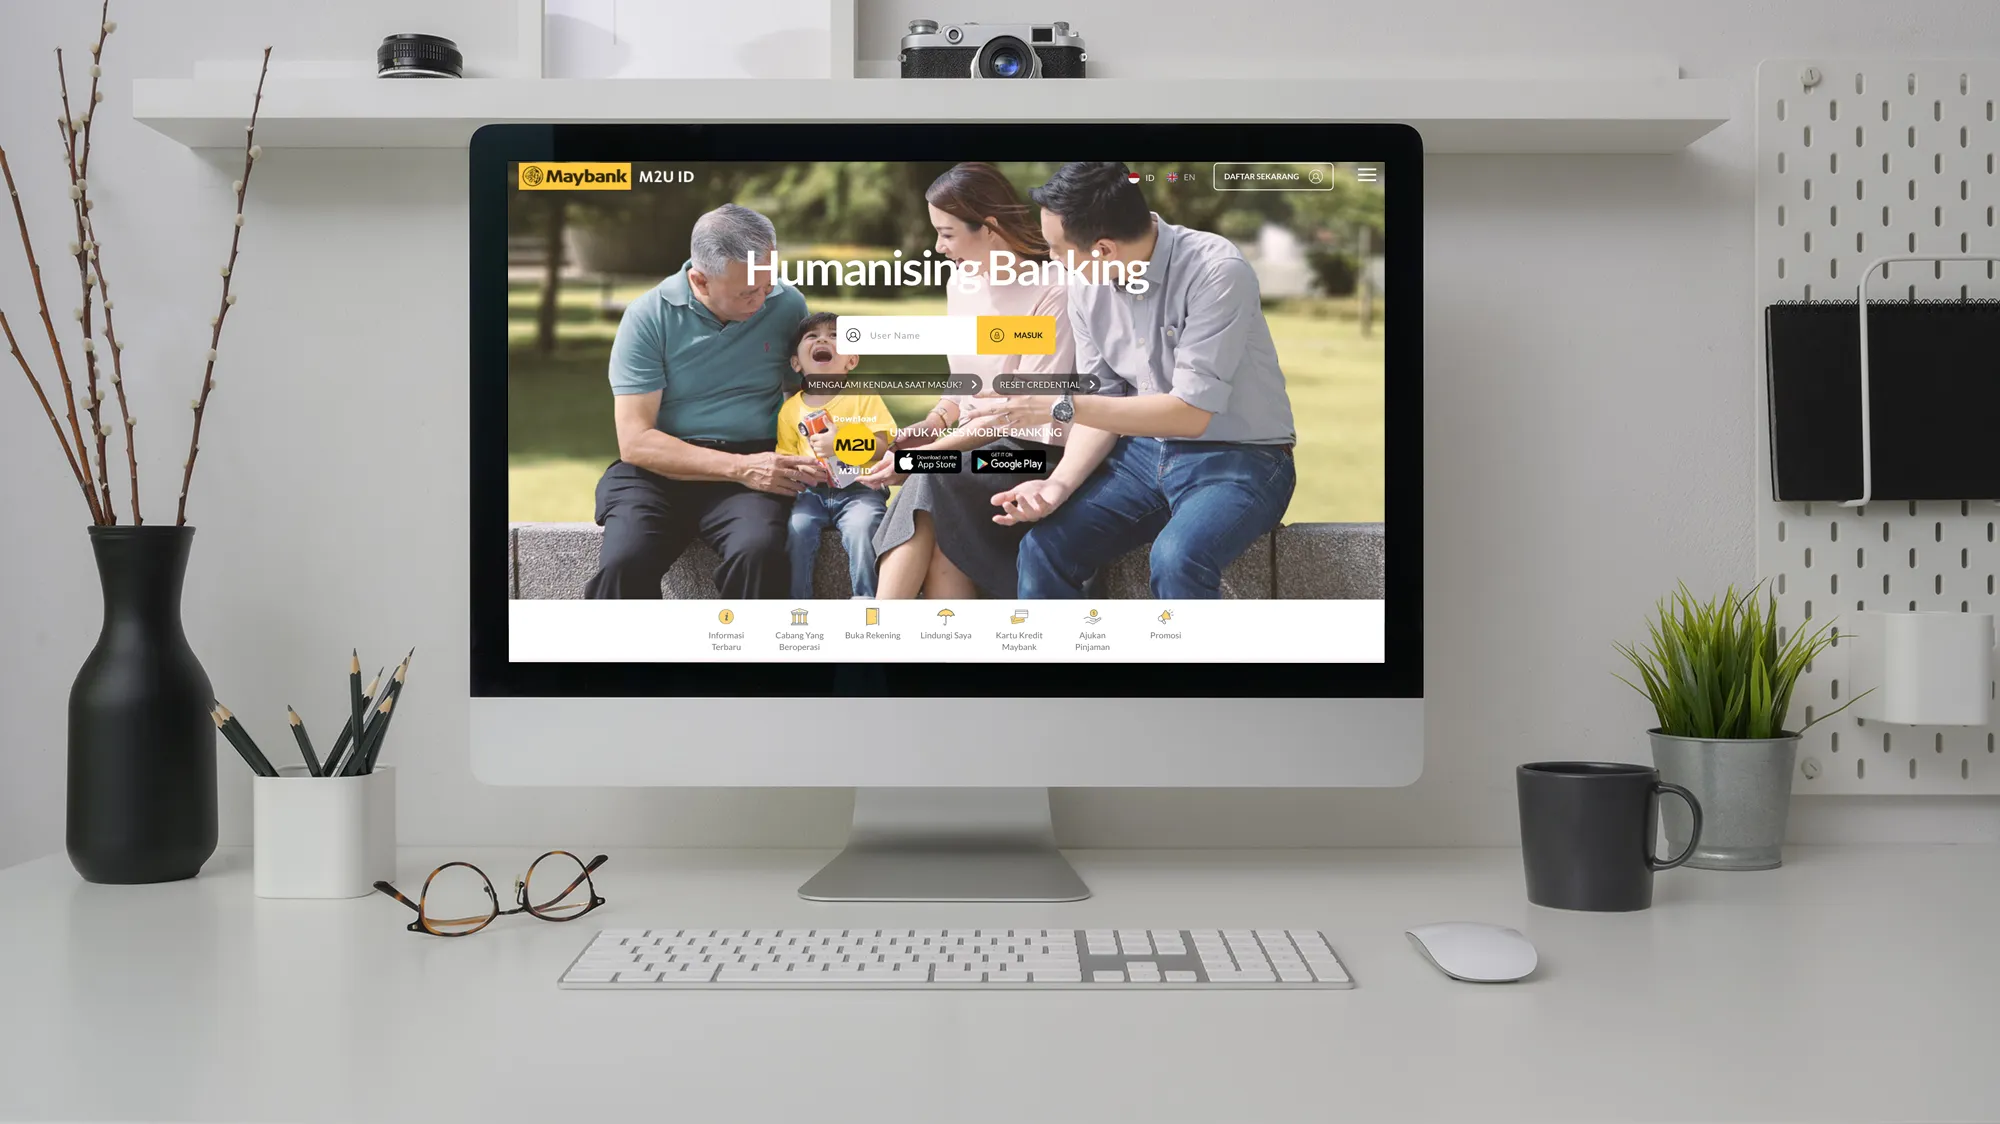 Maybank M2U ID
ID EN
DAFTAR SEKARANG
Humanising Banking
User Name
MASUK
MENGALAMI KENDALA SAAT MASUK?
RESET CREDENTIAL
Download
M2U
M2U ID
UNTUK AKSES MOBILE BANKING
Download on the
App Store
GET IT ON
Google Play
Informasi
Terbaru
Cabang Yang
Beroperasi
Buka Rekening
Lindungi Saya
Kartu Kredit
Maybank
Ajukan
Pinjaman
Promosi